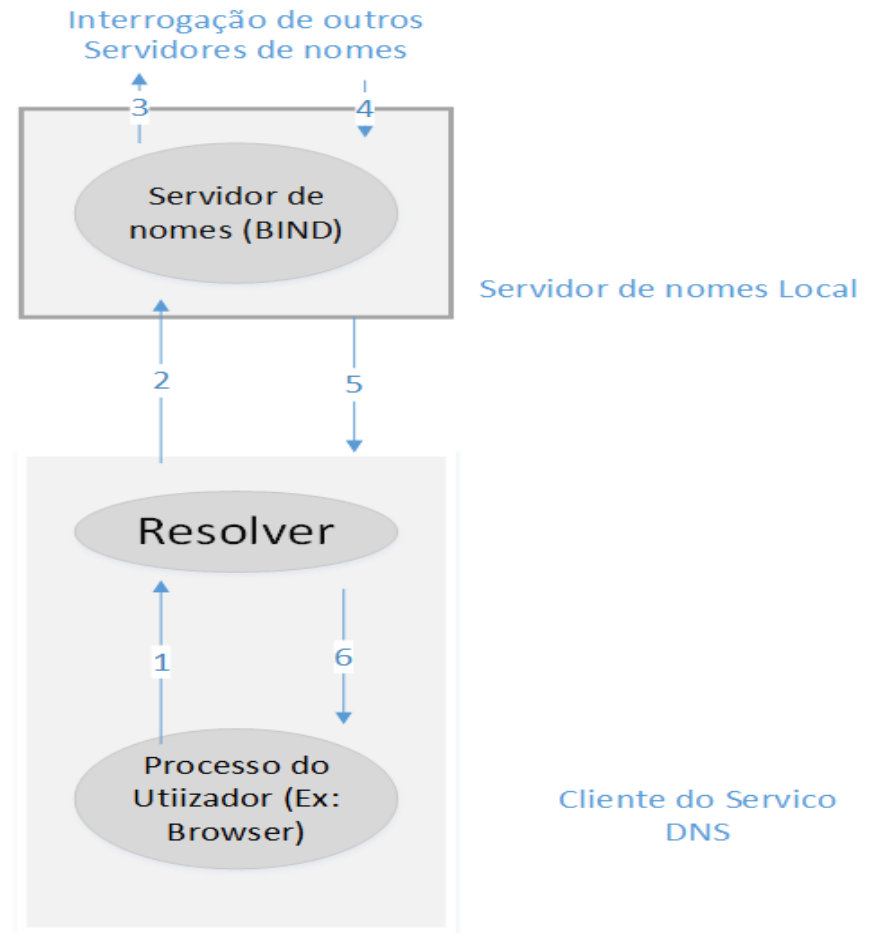 Interrogação de outros
Servidores de nomes
3
4
Servidor de
nomes (BIND)
Servidor de nomes Local
2
5
Resolver
1
6
Processo do
Utiizador (Ex:
Browser)
Cliente do Servico
DNS